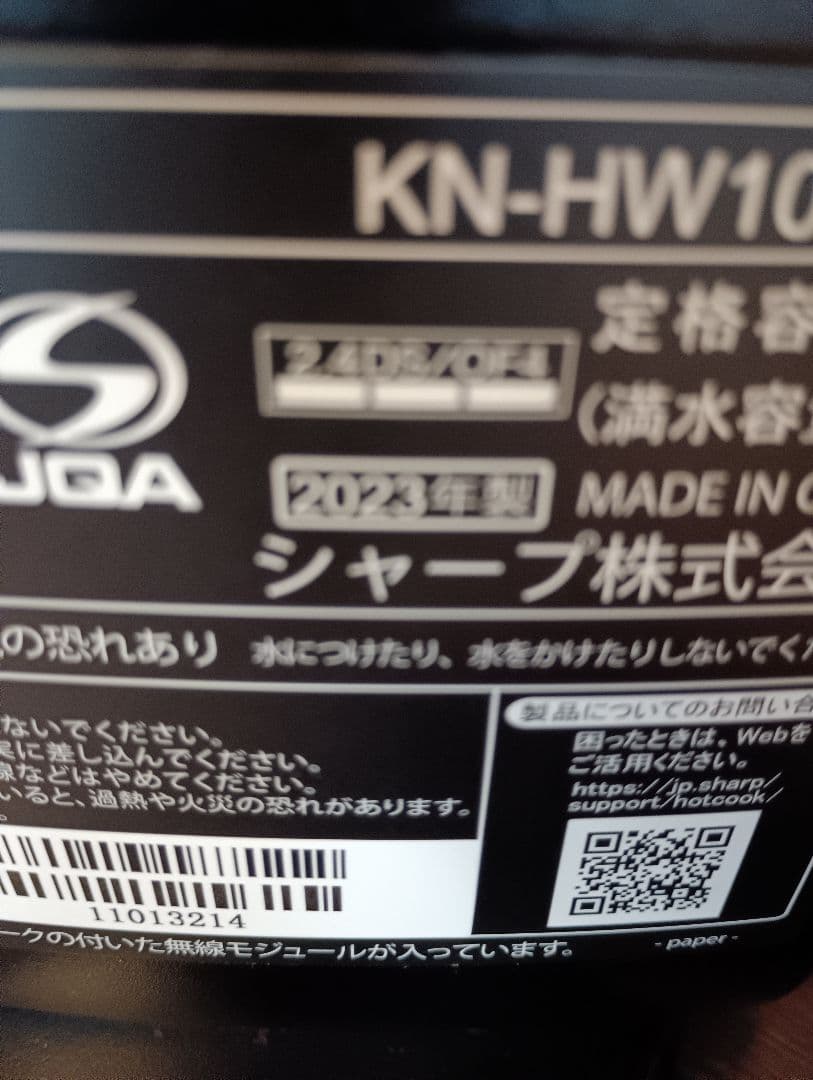 KN-HW10
定格容
2.4DS/OF4
(満水容量
JQA
2023年製
MADE IN C
シャープ株式会
の恐れあり 水につけたり、水をかけたりしないでくだ
ないでください。
実に差し込んでください。
線などはやめてください。
いると、過熱や火災の恐れがあります。
製品についてのお問い合
困ったときは、Webを
ご活用ください。
https://jp.sharp/
support/hotcook/
11013214
ークの付いた無線モジュールが入っています。
- paper -